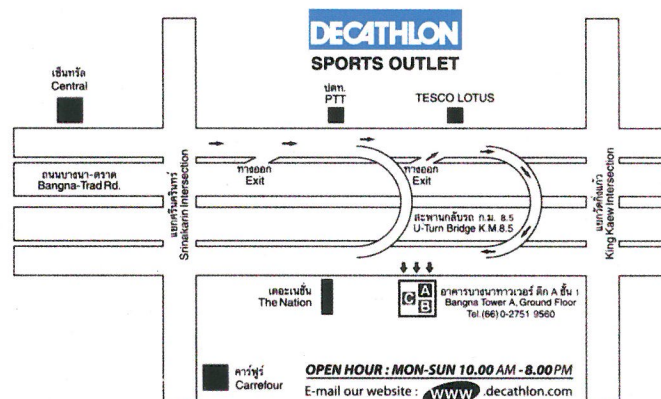 DECATHLON
SPORTS OUTLET
เซ็นทรัล
Central
ปตท.
PTT
TESCO LOTUS
ทางออก
Exit
ทางออก
Exit
ถนนบางนา-ตราด
Bangna-Trad Rd.
แยกศรีนครินทร์
Srinakarin Intersection
แยกวัดกิ่งแก้ว
King Kaew Intersection
สะพานกลับรถ ก.ม. 8.5
U-Turn Bridge K.M.8.5
เดอะเนชั่น
The Nation
C
A
B
อาคารบางนาทาวเวอร์ ตึก A ชั้น 1
Bangna Tower A, Ground Floor
Tel.(66) 0-2751 9560
คาร์ฟูร์
Carrefour
OPEN HOUR : MON-SUN 10.00 AM - 8.00 PM
E-mail our website : www .decathlon.com